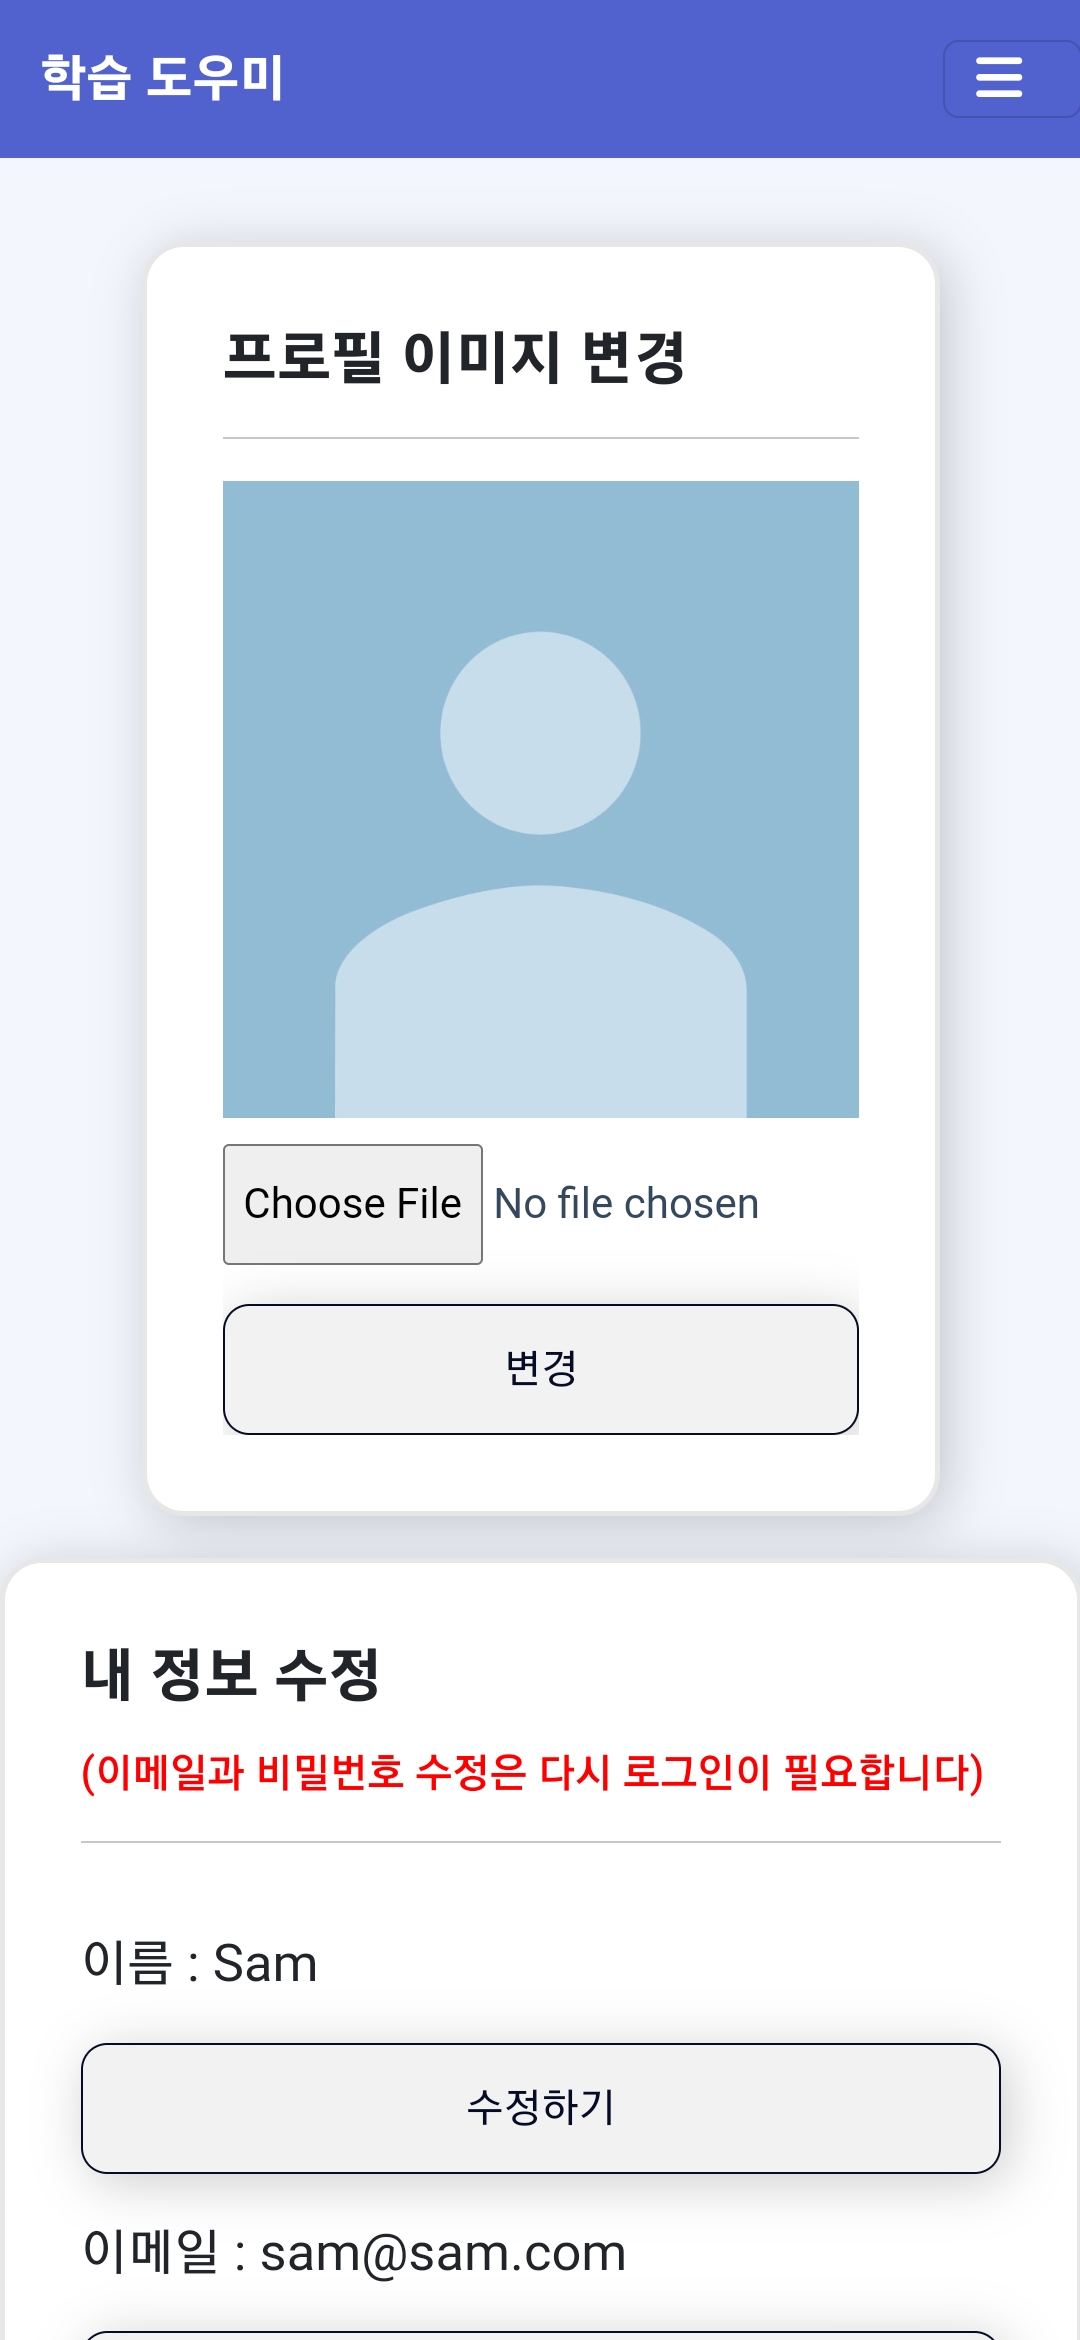 학습 도우미
프로필 이미지 변경
Choose File No file chosen
변경
내 정보 수정
(이메일과 비밀번호 수정은 다시 로그인이 필요합니다)
이름 : Sam
수정하기
이메일 : sam@sam.com